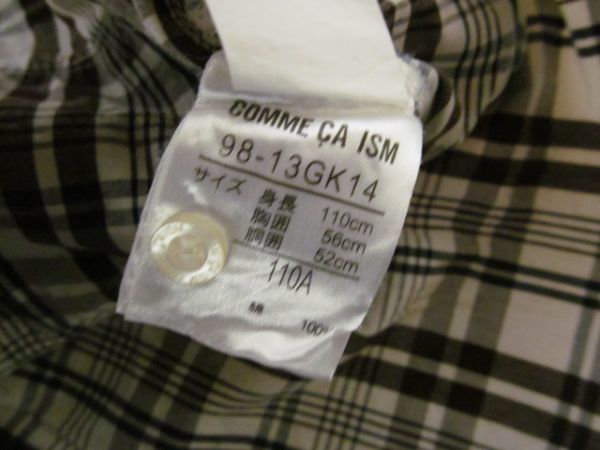 COMME ÇA ISM
98-13GK14
サイズ 身長 110cm
胸囲 56cm
胴囲 52cm
110A
綿 100%